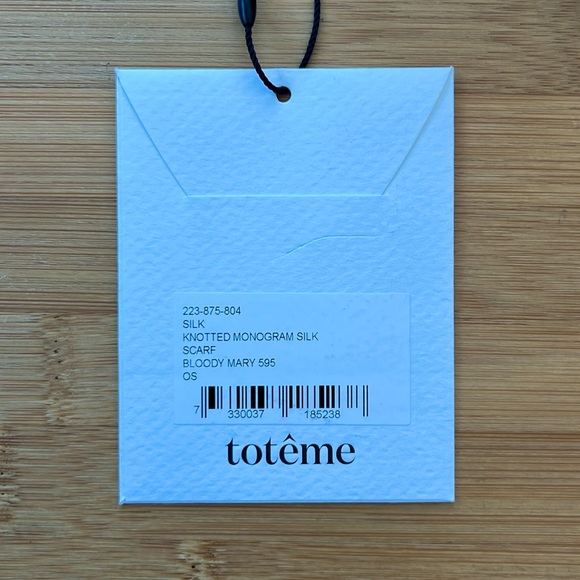 223-875-804
SILK
KNOTTED MONOGRAM SILK
SCARF
BLOODY MARY 595
OS
7 330037 185238
totême